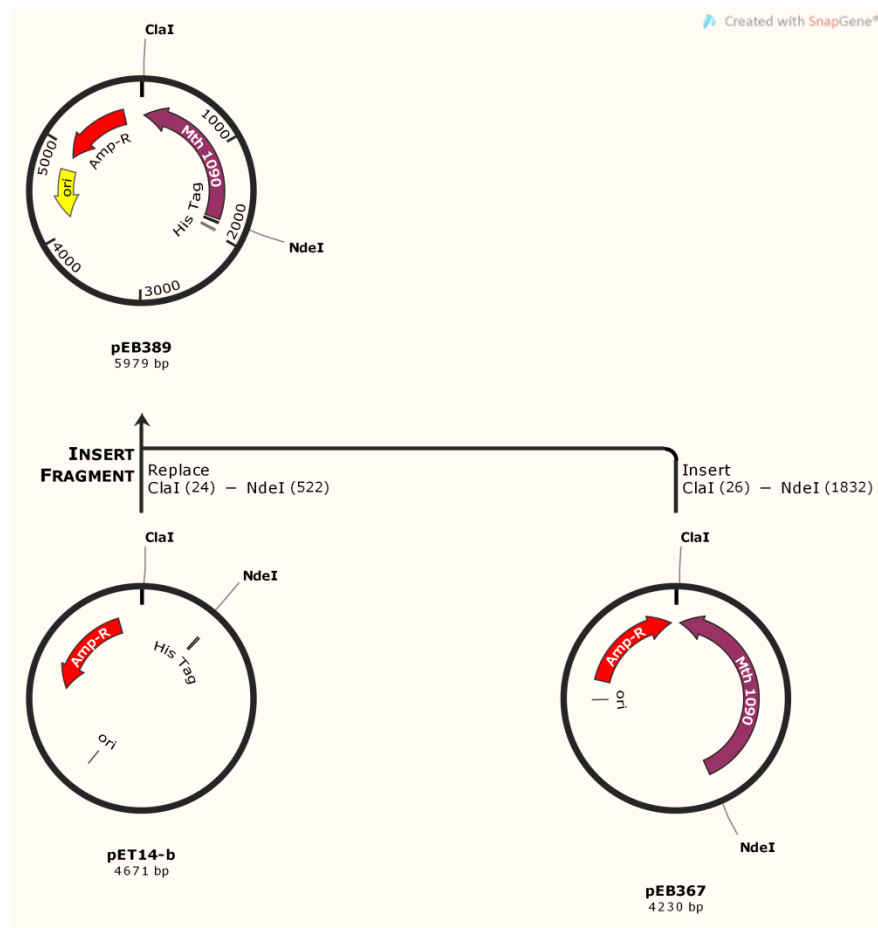 Created with SnapGene®
ClaI
1000
2000
3000
4000
5000
Amp-R
ori
Mth 1090
His Tag
NdeI
pEB389
5979 bp
INSERT
FRAGMENT
Replace
ClaI (24) – NdeI (522)
Insert
ClaI (26) – NdeI (1832)
ClaI
NdeI
Amp-R
His Tag
ori
pET14-b
4671 bp
ClaI
Amp-R
Mth 1090
ori
NdeI
pEB367
4230 bp